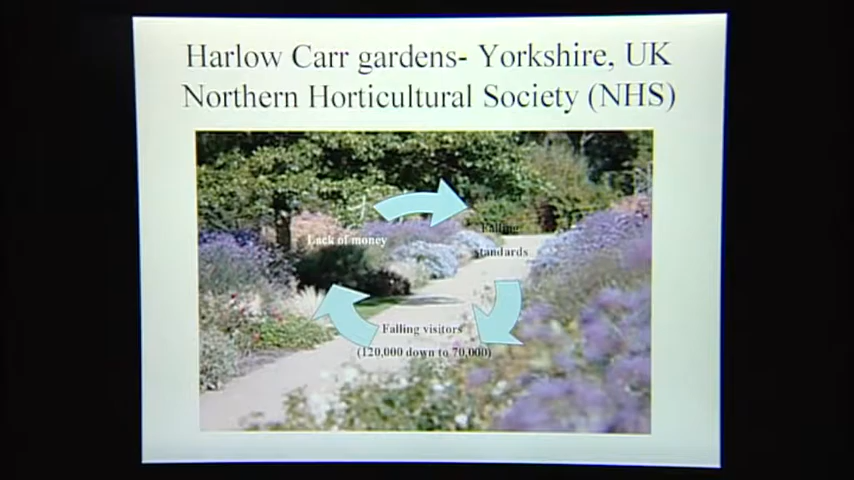 Harlow Carr gardens- Yorkshire, UK
Northern Horticultural Society (NHS)
Lack of money
Falling
standards
Falling visitors
(120,000 down to 70,000)